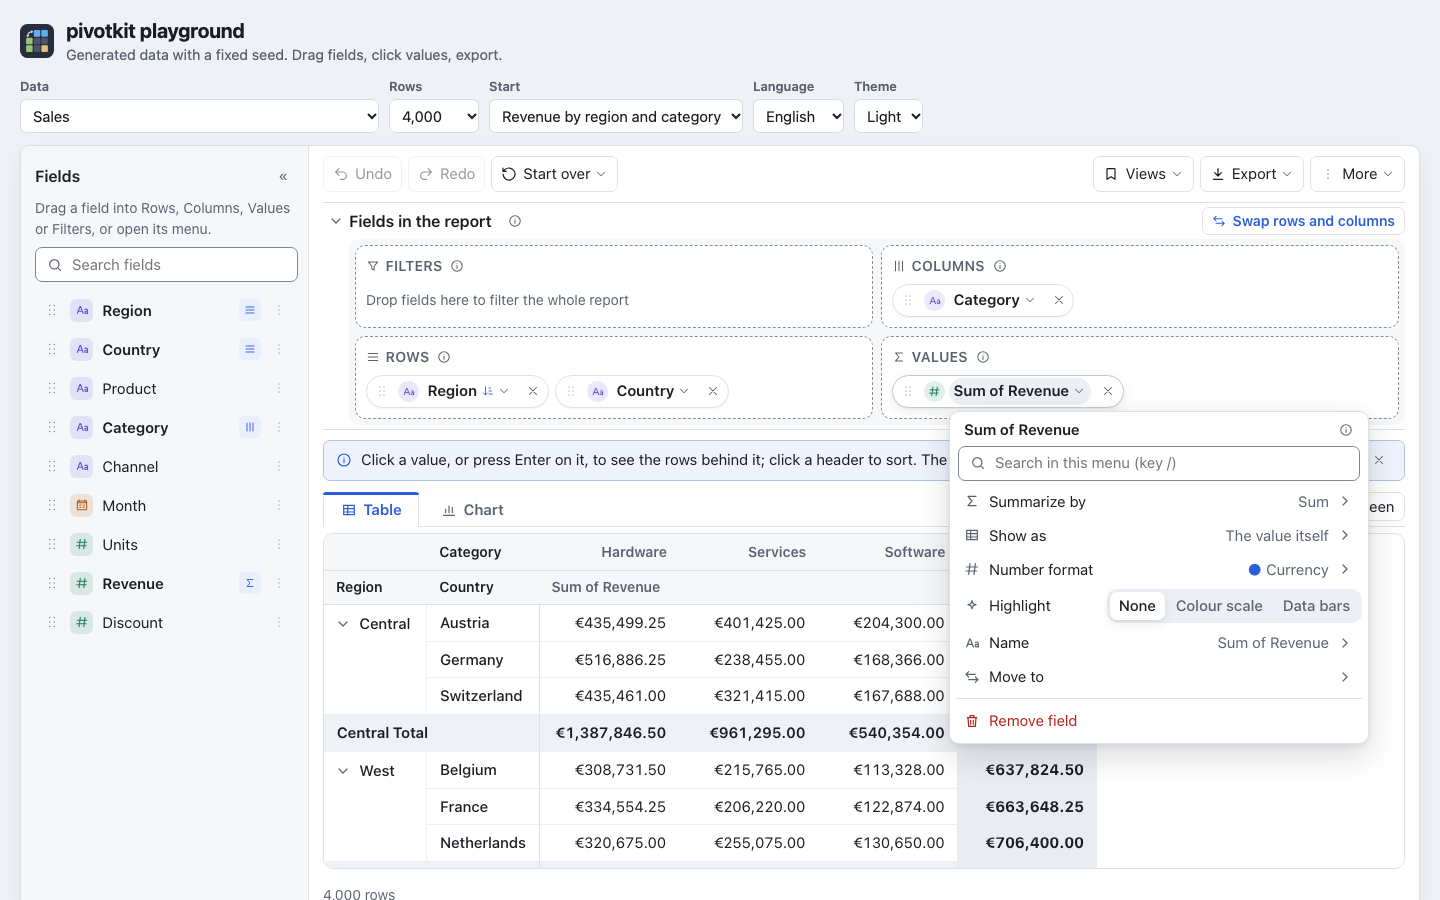 pivotkit playground
Generated data with a fixed seed. Drag fields, click values, export.
Data
Rows
Start
Language
Theme
Sales
4,000
Revenue by region and category
English
Light
Fields
«
Drag a field into Rows, Columns, Values
or Filters, or open its menu.
Search fields
Aa Region
Aa Country
Aa Product
Aa Category
Aa Channel
Month
# Units
# Revenue Σ
# Discount
Undo
Redo
Start over
Views
Export
More
Fields in the report
Swap rows and columns
FILTERS
Drop fields here to filter the whole report
COLUMNS
Aa Category
ROWS
Aa Region
Aa Country
Σ VALUES
# Sum of Revenue
Click a value, or press Enter on it, to see the rows behind it; click a header to sort. The
Table
Chart
een
Category Hardware Services Software
Region Country Sum of Revenue
Central Austria €435,499.25 €401,425.00 €204,300.00
Germany €516,886.25 €238,455.00 €168,366.00
Switzerland €435,461.00 €321,415.00 €167,688.00
Central Total €1,387,846.50 €961,295.00 €540,354.00
West Belgium €308,731.50 €215,765.00 €113,328.00 €637,824.50
France €334,554.25 €206,220.00 €122,874.00 €663,648.25
Netherlands €320,675.00 €255,075.00 €130,650.00 €706,400.00
4,000 rows
Sum of Revenue
Search in this menu (key /)
Σ Summarize by Sum
Show as The value itself
# Number format Currency
Highlight None Colour scale Data bars
Aa Name Sum of Revenue
Move to
Remove field